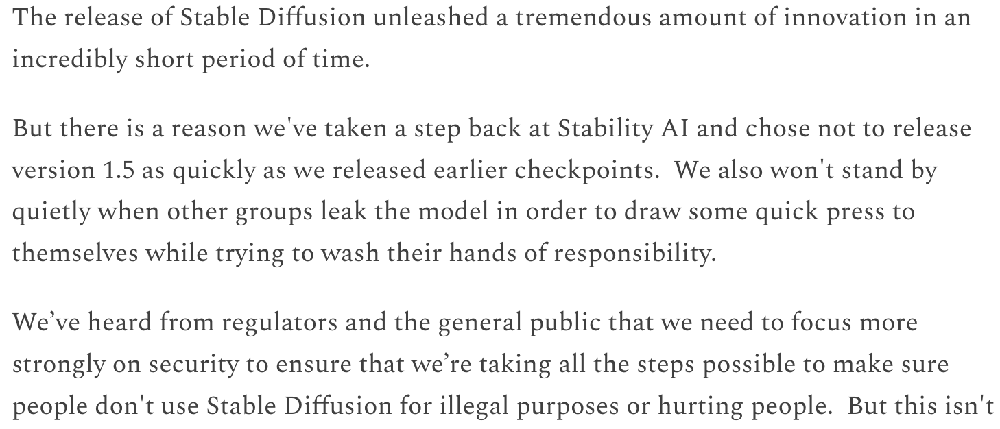 The release of Stable Diffusion unleashed a tremendous amount of innovation in an
incredibly short period of time.
But there is a reason we've taken a step back at Stability AI and chose not to release
version 1.5 as quickly as we released earlier checkpoints.  We also won't stand by
quietly when other groups leak the model in order to draw some quick press to
themselves while trying to wash their hands of responsibility.
We’ve heard from regulators and the general public that we need to focus more
strongly on security to ensure that we’re taking all the steps possible to make sure
people don't use Stable Diffusion for illegal purposes or hurting people.  But this isn't